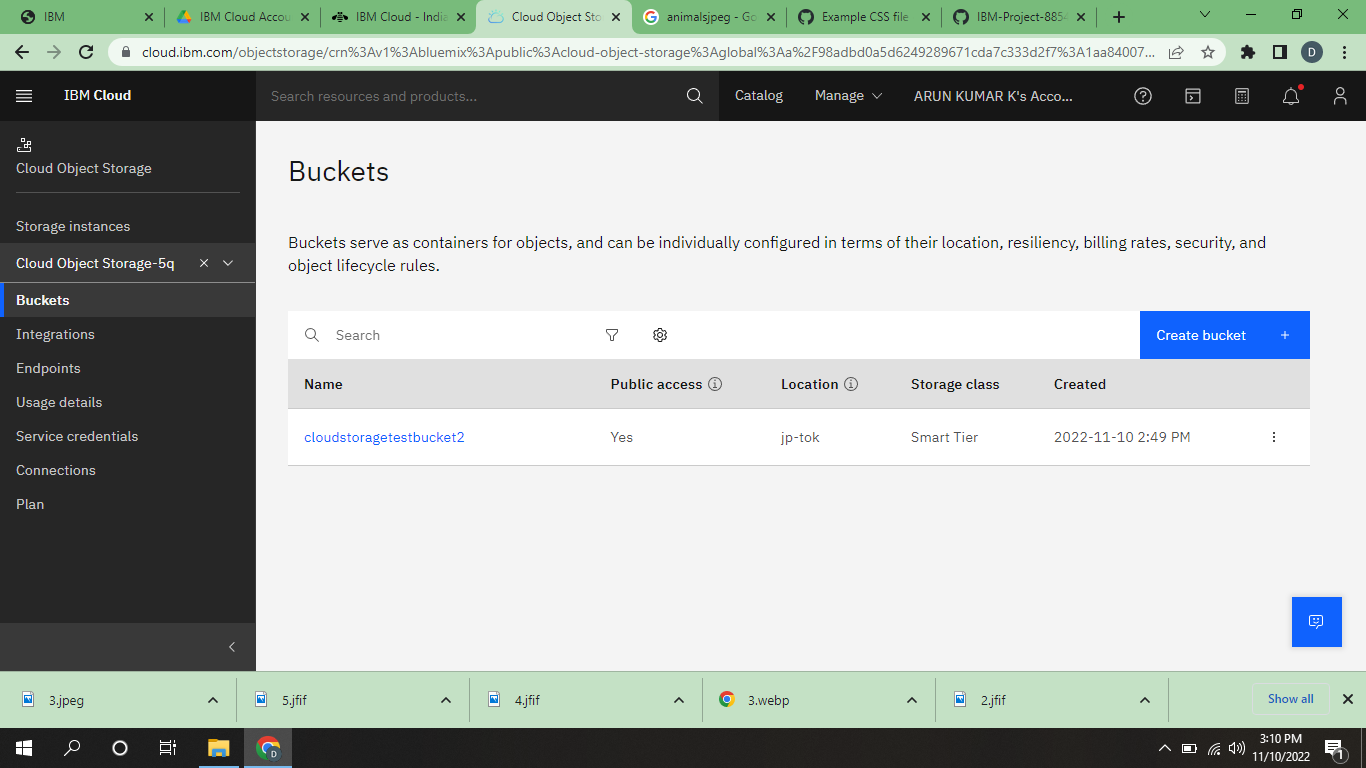 IBM
IBM Cloud Accou
IBM Cloud - India
Cloud Object Sto
animalsjpeg - Go
Example CSS file
IBM-Project-8854
cloud.ibm.com/objectstorage/crn%3Av1%3Abluemix%3Apublic%3Acloud-object-storage%3Aglobal%3Aa%2F98adbd0a5d6249289671cda7c333d2f7%3A1aa84007...
D
IBM Cloud
Search resources and products...
Catalog
Manage
ARUN KUMAR K's Acco...
Cloud Object Storage
Storage instances
Cloud Object Storage-5q
Buckets
Integrations
Endpoints
Usage details
Service credentials
Connections
Plan
Buckets
Buckets serve as containers for objects, and can be individually configured in terms of their location, resiliency, billing rates, security, and
object lifecycle rules.
Search
Create bucket +
Name Public access Location Storage class Created
cloudstoragetestbucket2 Yes jp-tok Smart Tier 2022-11-10 2:49 PM
3.jpeg
5.jfif
4.jfif
3.webp
2.jfif
Show all
D
3:10 PM
11/10/2022
1